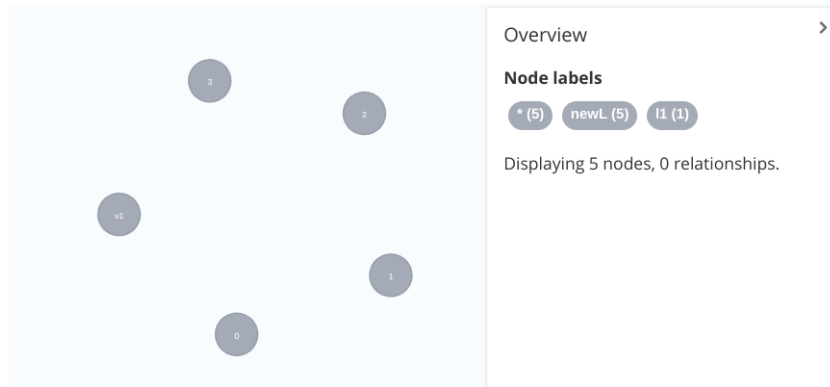 Overview
Node labels
* (5) newL (5) l1 (1)
Displaying 5 nodes, 0 relationships.
3
2
v1
1
0